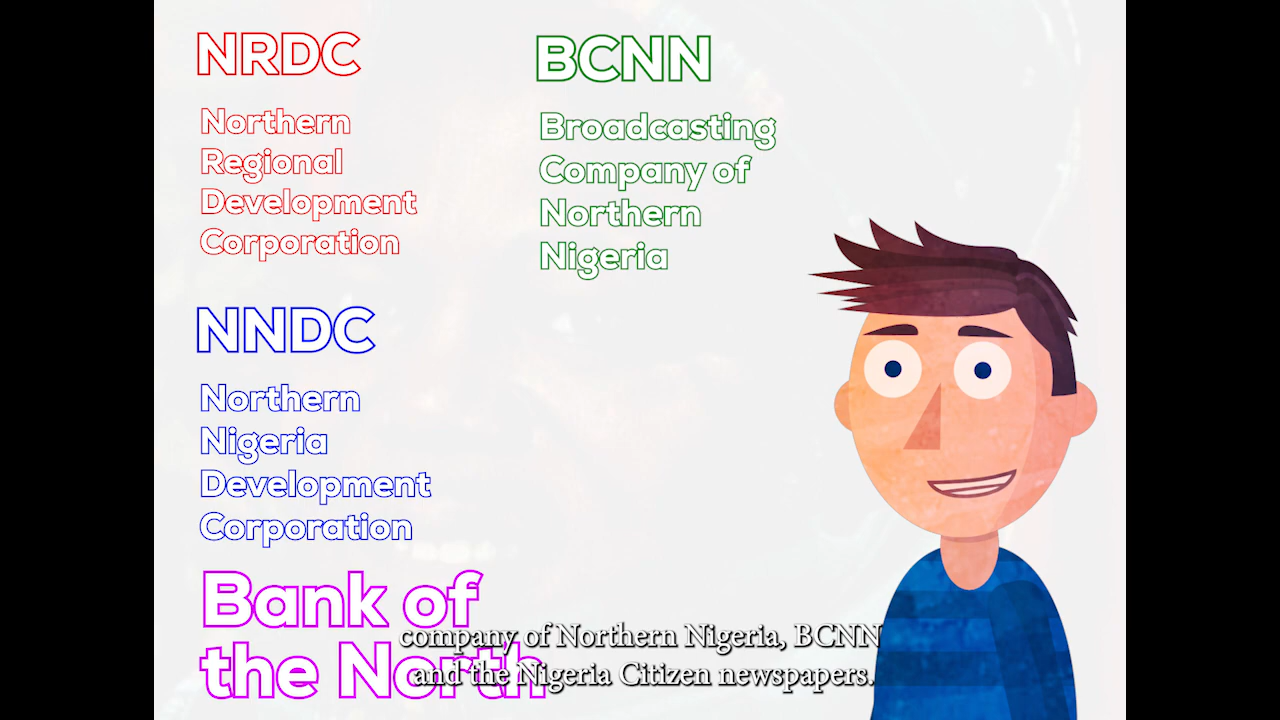 NRDC
Northern
Regional
Development
Corporation
BCNN
Broadcasting
Company of
Northern
Nigeria
NNDC
Northern
Nigeria
Development
Corporation
Bank of
the North
company of Northern Nigeria, BCNN
and the Nigeria Citizen newspapers.